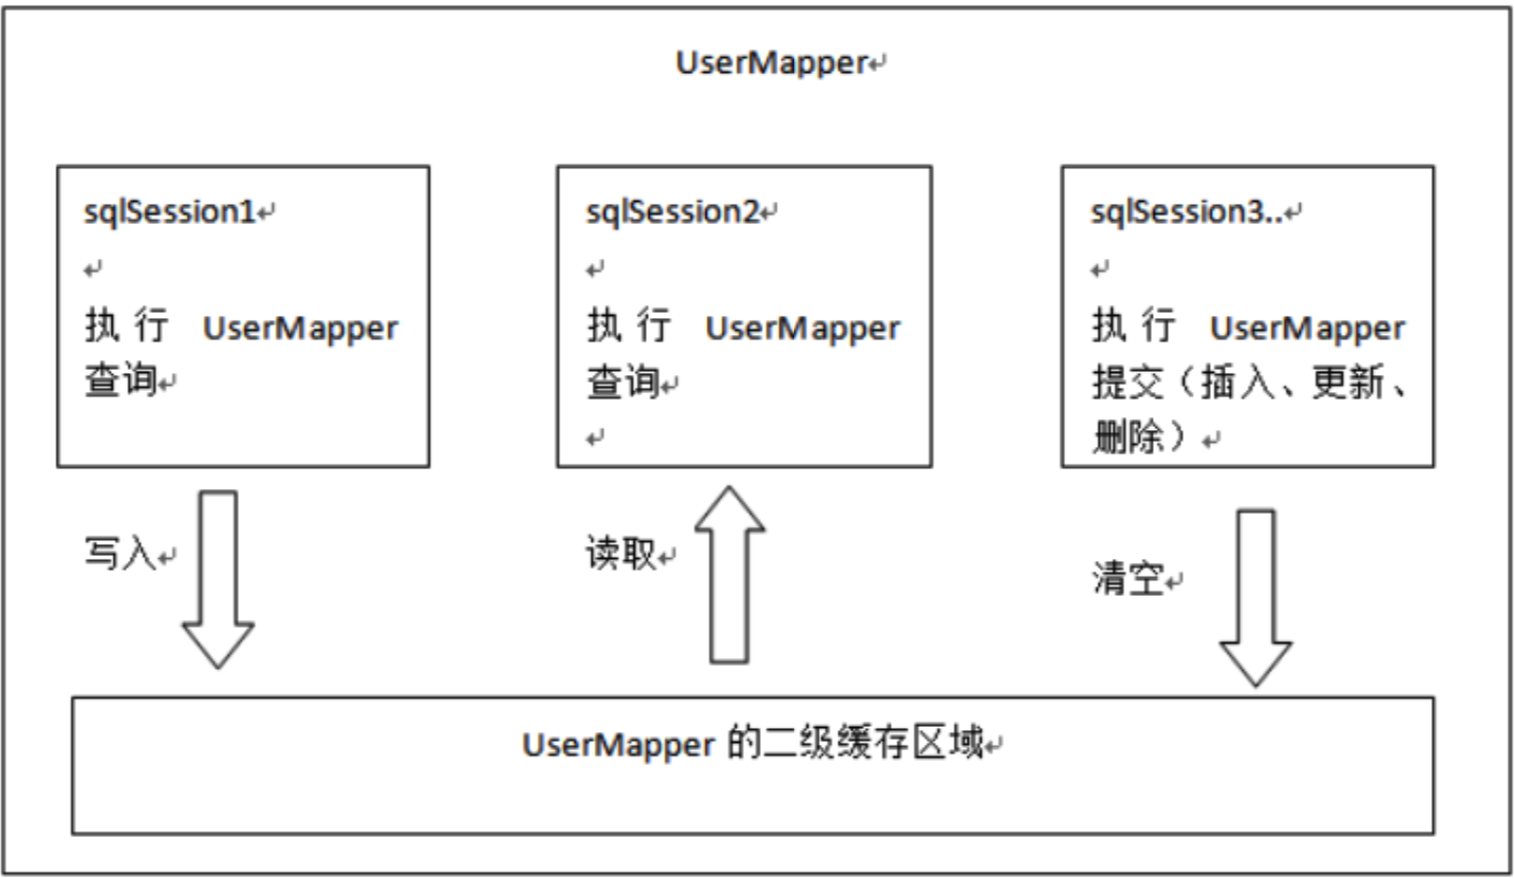 UserMapper
sqlSession1
执行 UserMapper
查询
sqlSession2
执行 UserMapper
查询
sqlSession3..
执行 UserMapper
提交（插入、更新、
删除）
写入
读取
清空
UserMapper 的二级缓存区域